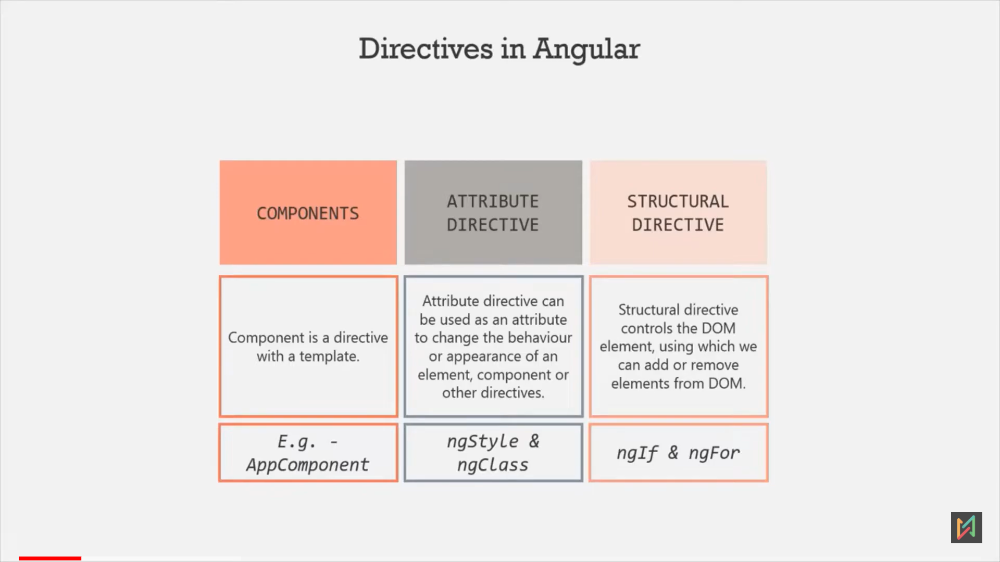 Directives in Angular
COMPONENTS
Component is a directive
with a template.
E.g. -
AppComponent
ATTRIBUTE
DIRECTIVE
Attribute directive can
be used as an attribute
to change the behaviour
or appearance of an
element, component or
other directives.
ngStyle &
ngClass
STRUCTURAL
DIRECTIVE
Structural directive
controls the DOM
element, using which we
can add or remove
elements from DOM.
ngIf & ngFor